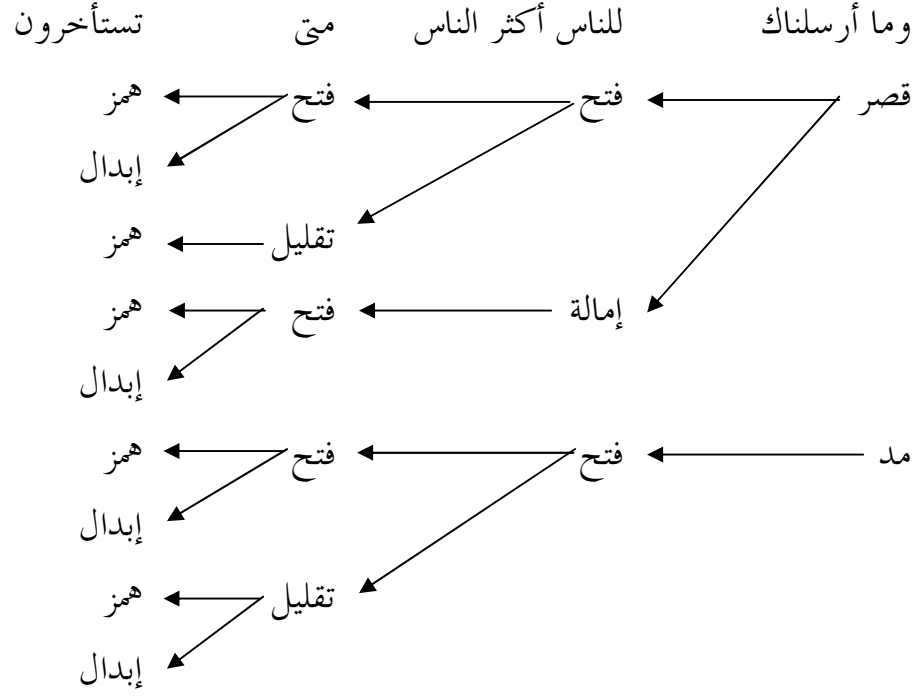 وما أرسلناك للناس أكثر الناس متى تستأخرون
قصر فتح فتح همز
إبدال
تقليل همز
إمالة فتح همز
إبدال
مد فتح فتح همز
إبدال
تقليل همز
إبدال